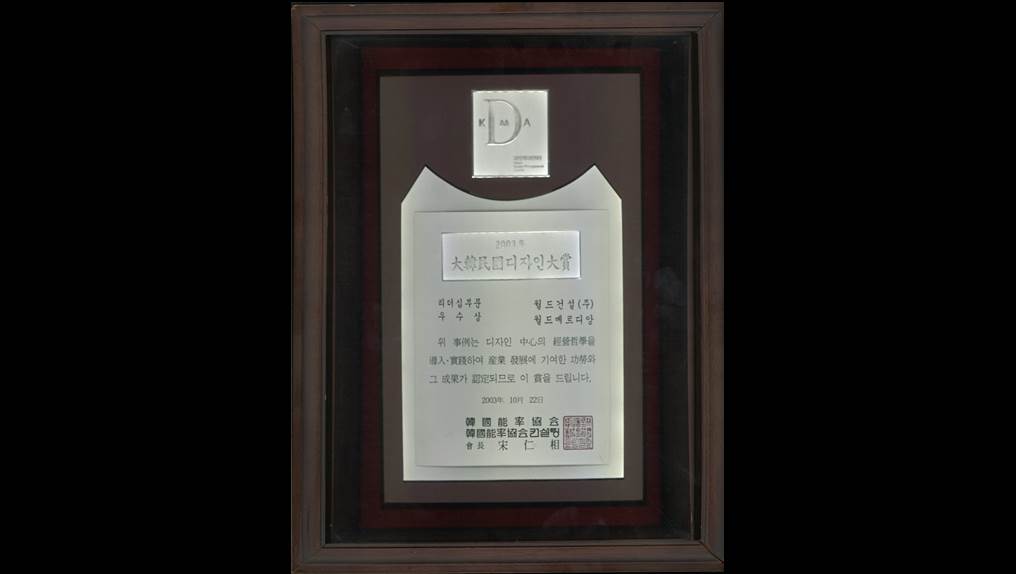 K M A
D
2003年
大韓民國디자인大賞
리더십부문 월드건설(주)
우수상 월드메르디앙
위 事例는 디자인 中心의 經營哲學을
導入·實踐하여 産業 發展에 기여한 功勞와
그 成果가 認定되므로 이 賞을 드립니다.
2003年 10月 22日
韓國能率協會
韓國能率協會컨설팅
會長 宋仁相